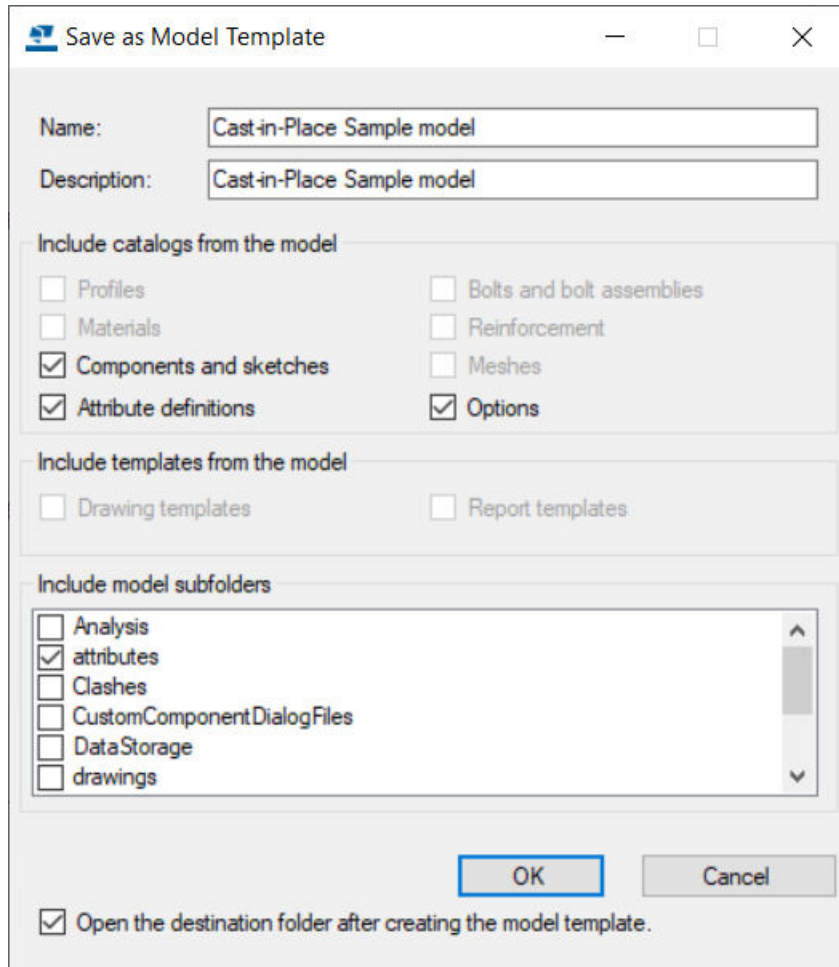 Save as Model Template
Name: Cast-in-Place Sample model
Description: Cast-in-Place Sample model
Include catalogs from the model
Profiles Bolts and bolt assemblies
Materials Reinforcement
Components and sketches Meshes
Attribute definitions Options
Include templates from the model
Drawing templates Report templates
Include model subfolders
Analysis
attributes
Clashes
CustomComponentDialogFiles
DataStorage
drawings
OK Cancel
Open the destination folder after creating the model template.